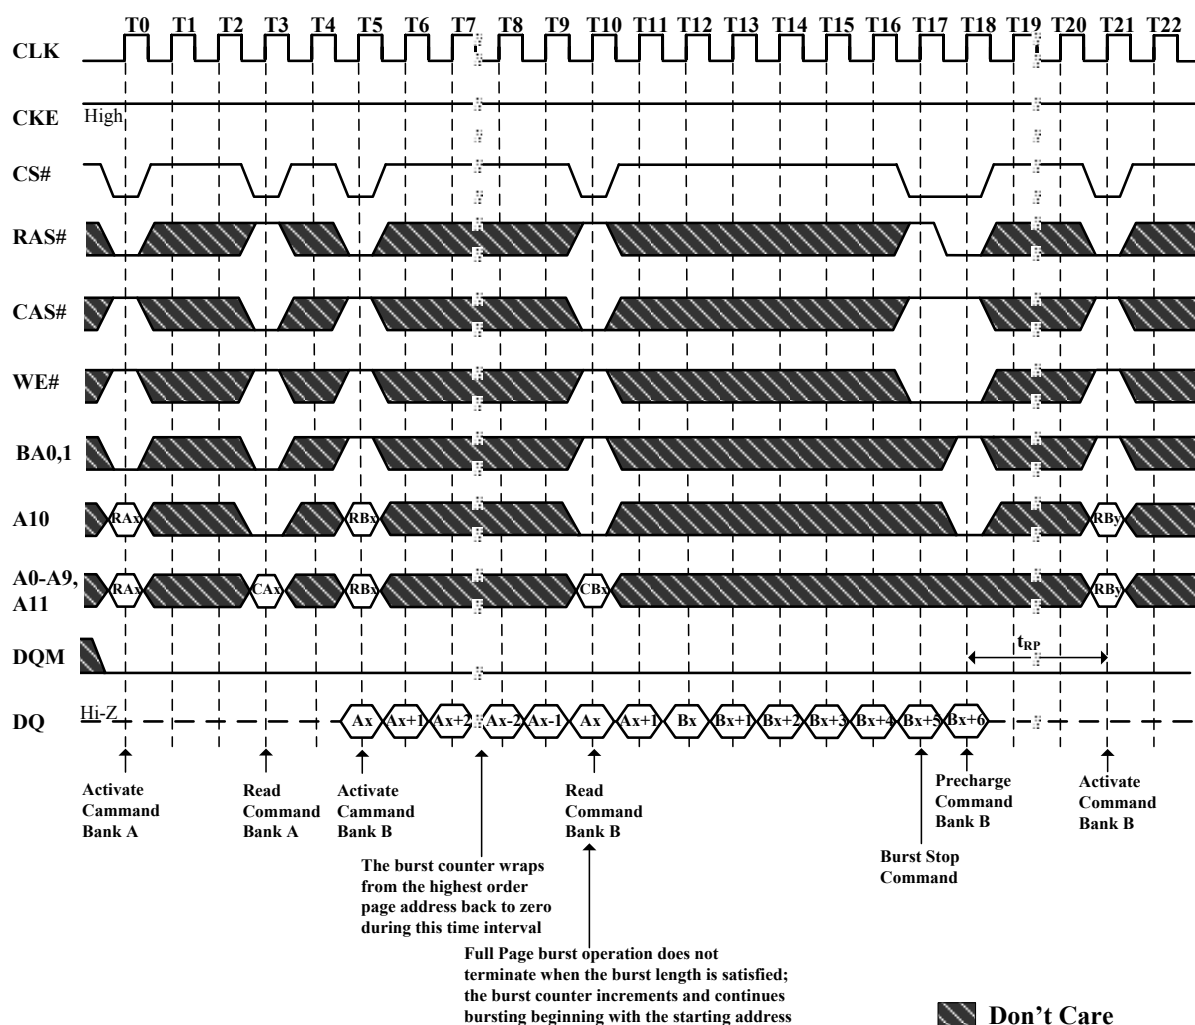 T0 T1 T2 T3 T4 T5 T6 T7 T8 T9 T10 T11 T12 T13 T14 T15 T16 T17 T18 T19 T20 T21 T22
CLK
CKE High
CS#
RAS#
CAS#
WE#
BA0,1
A10 RAx RBx RBy
A0-A9,
A11 RAx CAx RBx CBx RBy
DQM tRP
DQ Hi-Z Ax Ax+1 Ax+2 Ax-2 Ax-1 Ax Ax+1 Bx Bx+1 Bx+2 Bx+3 Bx+4 Bx+5 Bx+6
Activate
Cammand
Bank A
Read
Command
Bank A
Activate
Cammand
Bank B
Read
Command
Bank B
Precharge
Command
Bank B
Activate
Command
Bank B
Burst Stop
Command
The burst counter wraps
from the highest order
page address back to zero
during this time interval
Full Page burst operation does not
terminate when the burst length is satisfied;
the burst counter increments and continues
bursting beginning with the starting address
Don't Care